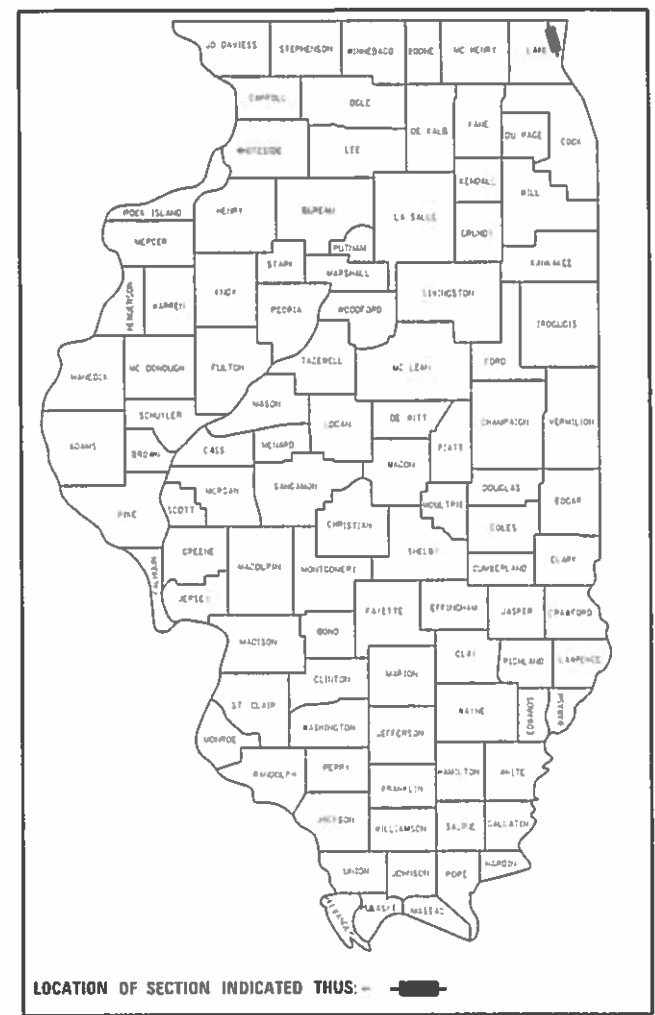 JO DAVIESS STEPHENSON WINNEBAGO BOONE MC HENRY LAKE
CARROLL OGLE
DE KALB KANE DU PAGE COOK
WHITESIDE LEE
KENDALL WILL
ROCK ISLAND HENRY BUREAU LA SALLE GRUNDY
MERCER PUTNAM
STARK MARSHALL KANKAKEE
HENDERSON WARREN KNOX PEORIA WOODFORD LIVINGSTON IROQUOIS
HANCOCK MC DONOUGH FULTON TAZEWELL MC LEAN FORD
MASON
SCHUYLER LOGAN DE WITT CHAMPAIGN VERMILION
ADAMS BROWN CASS MENARD MACON PIATT
PIKE SCOTT MORGAN SANGAMON MOULTRIE DOUGLAS EDGAR
CHRISTIAN COLES
CALHOUN GREENE MACOUPIN MONTGOMERY SHELBY CUMBERLAND CLARK
JERSEY FAYETTE EFFINGHAM JASPER CRAWFORD
MADISON BOND
CLAY RICHLAND LAWRENCE
CLINTON MARION
ST CLAIR WAYNE EDWARDS WABASH
MONROE WASHINGTON JEFFERSON
RANDOLPH PERRY HAMILTON WHITE
FRANKLIN
JACKSON WILLIAMSON SALINE GALLATIN
UNION JOHNSON POPE HARDIN
PULASKI MASSAC
LOCATION OF SECTION INDICATED THUS: